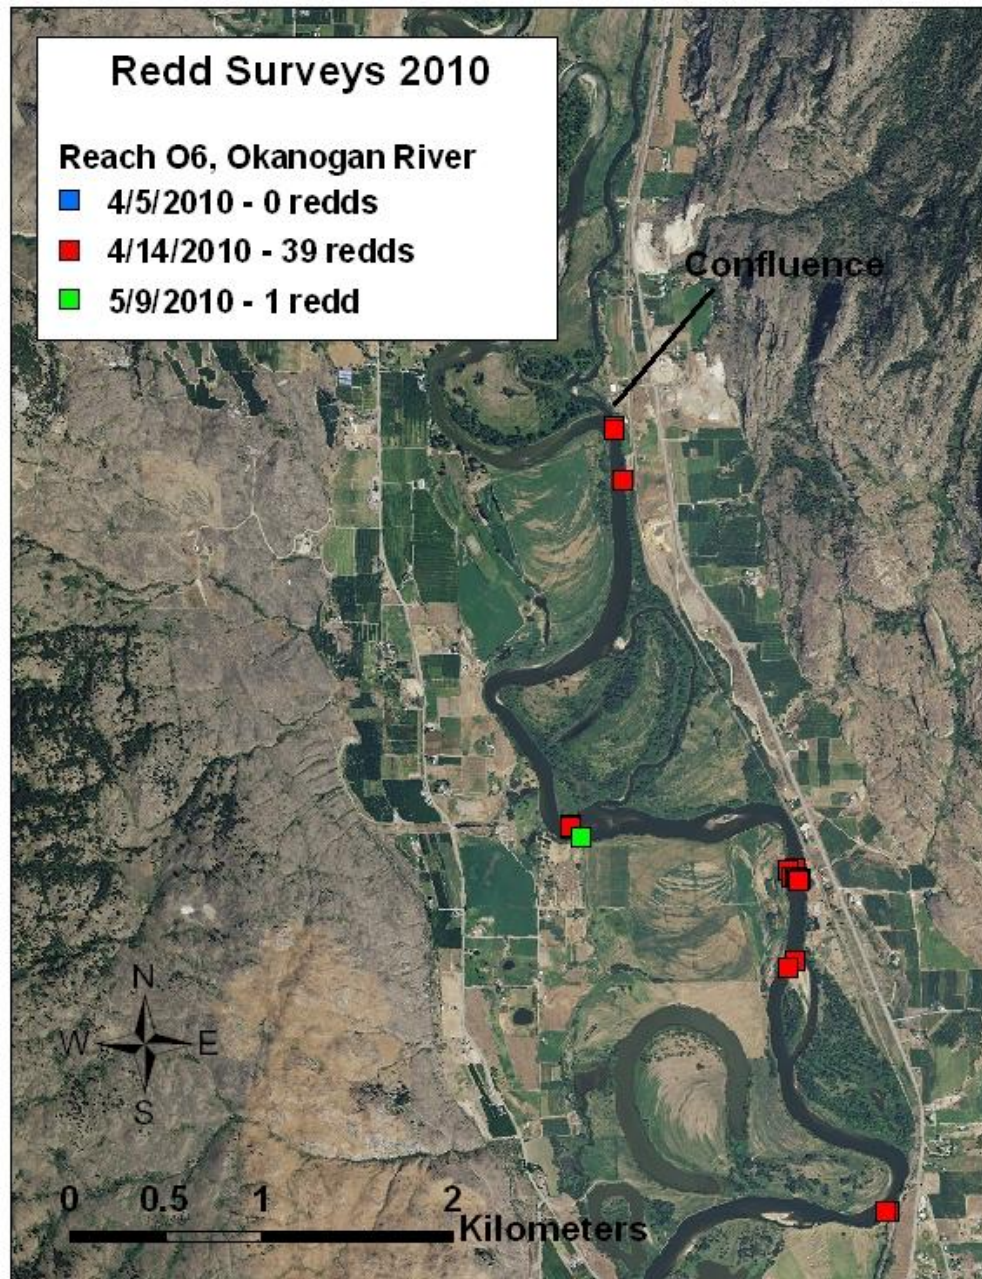 Redd Surveys 2010
Reach O6, Okanogan River
4/5/2010 - 0 redds
4/14/2010 - 39 redds
5/9/2010 - 1 redd
Confluence
N
W E
S
0 0.5 1 2
Kilometers